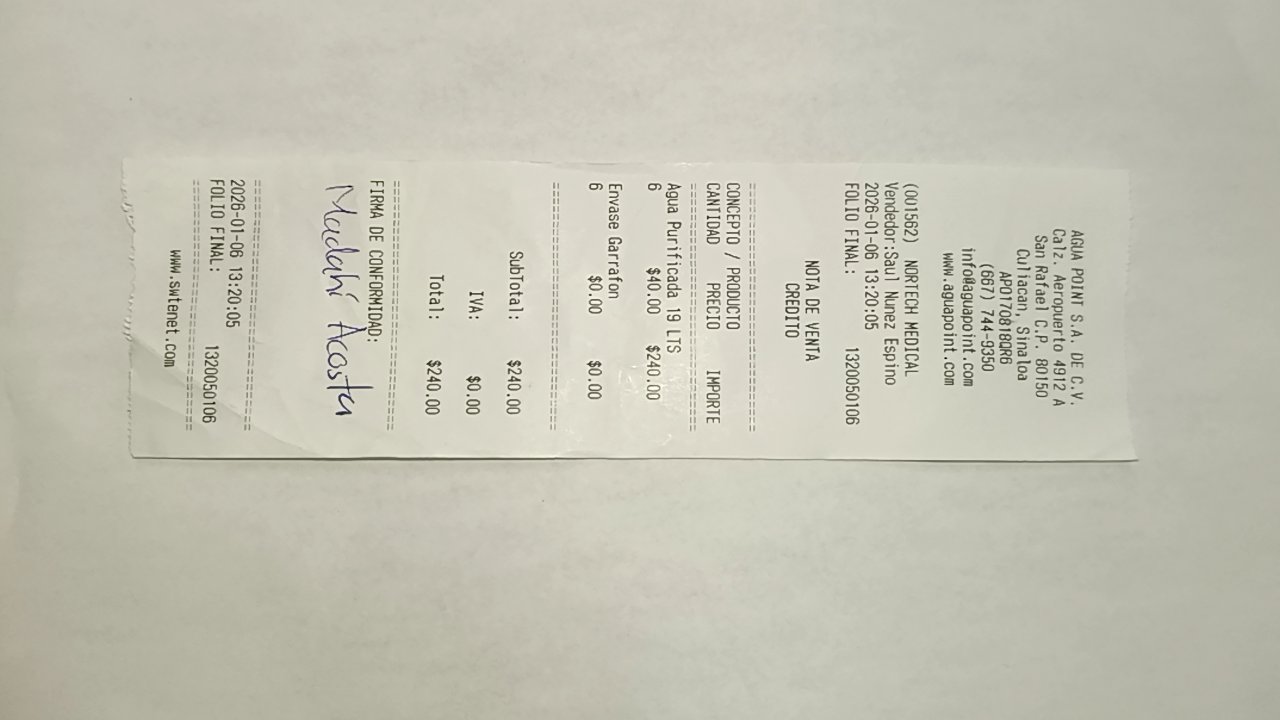 AGUA POINT S.A. DE C.V.
Calz. Aeropuerto 4912 A
San Rafael C.P. 80150
Culiacan, Sinaloa
APO170818QR6
(667) 744-9350
info@aguapoint.com
www.aguapoint.com
(001562) NORTECH MEDICAL
Vendedor:Saul Nunez Espino
2026-01-06 13:20:05
FOLIO FINAL: 1320050106
NOTA DE VENTA
CREDITO
================================
CONCEPTO / PRODUCTO
CANTIDAD PRECIO IMPORTE
================================
Agua Purificada 19 LTS
6 $40.00 $240.00
Envase Garrafon
6 $0.00 $0.00
================================
SubTotal: $240.00
IVA: $0.00
Total: $240.00
================================
FIRMA DE CONFORMIDAD:
Madahí Acosta
================================
2026-01-06 13:20:05
FOLIO FINAL: 1320050106
================================
www.swtenet.com